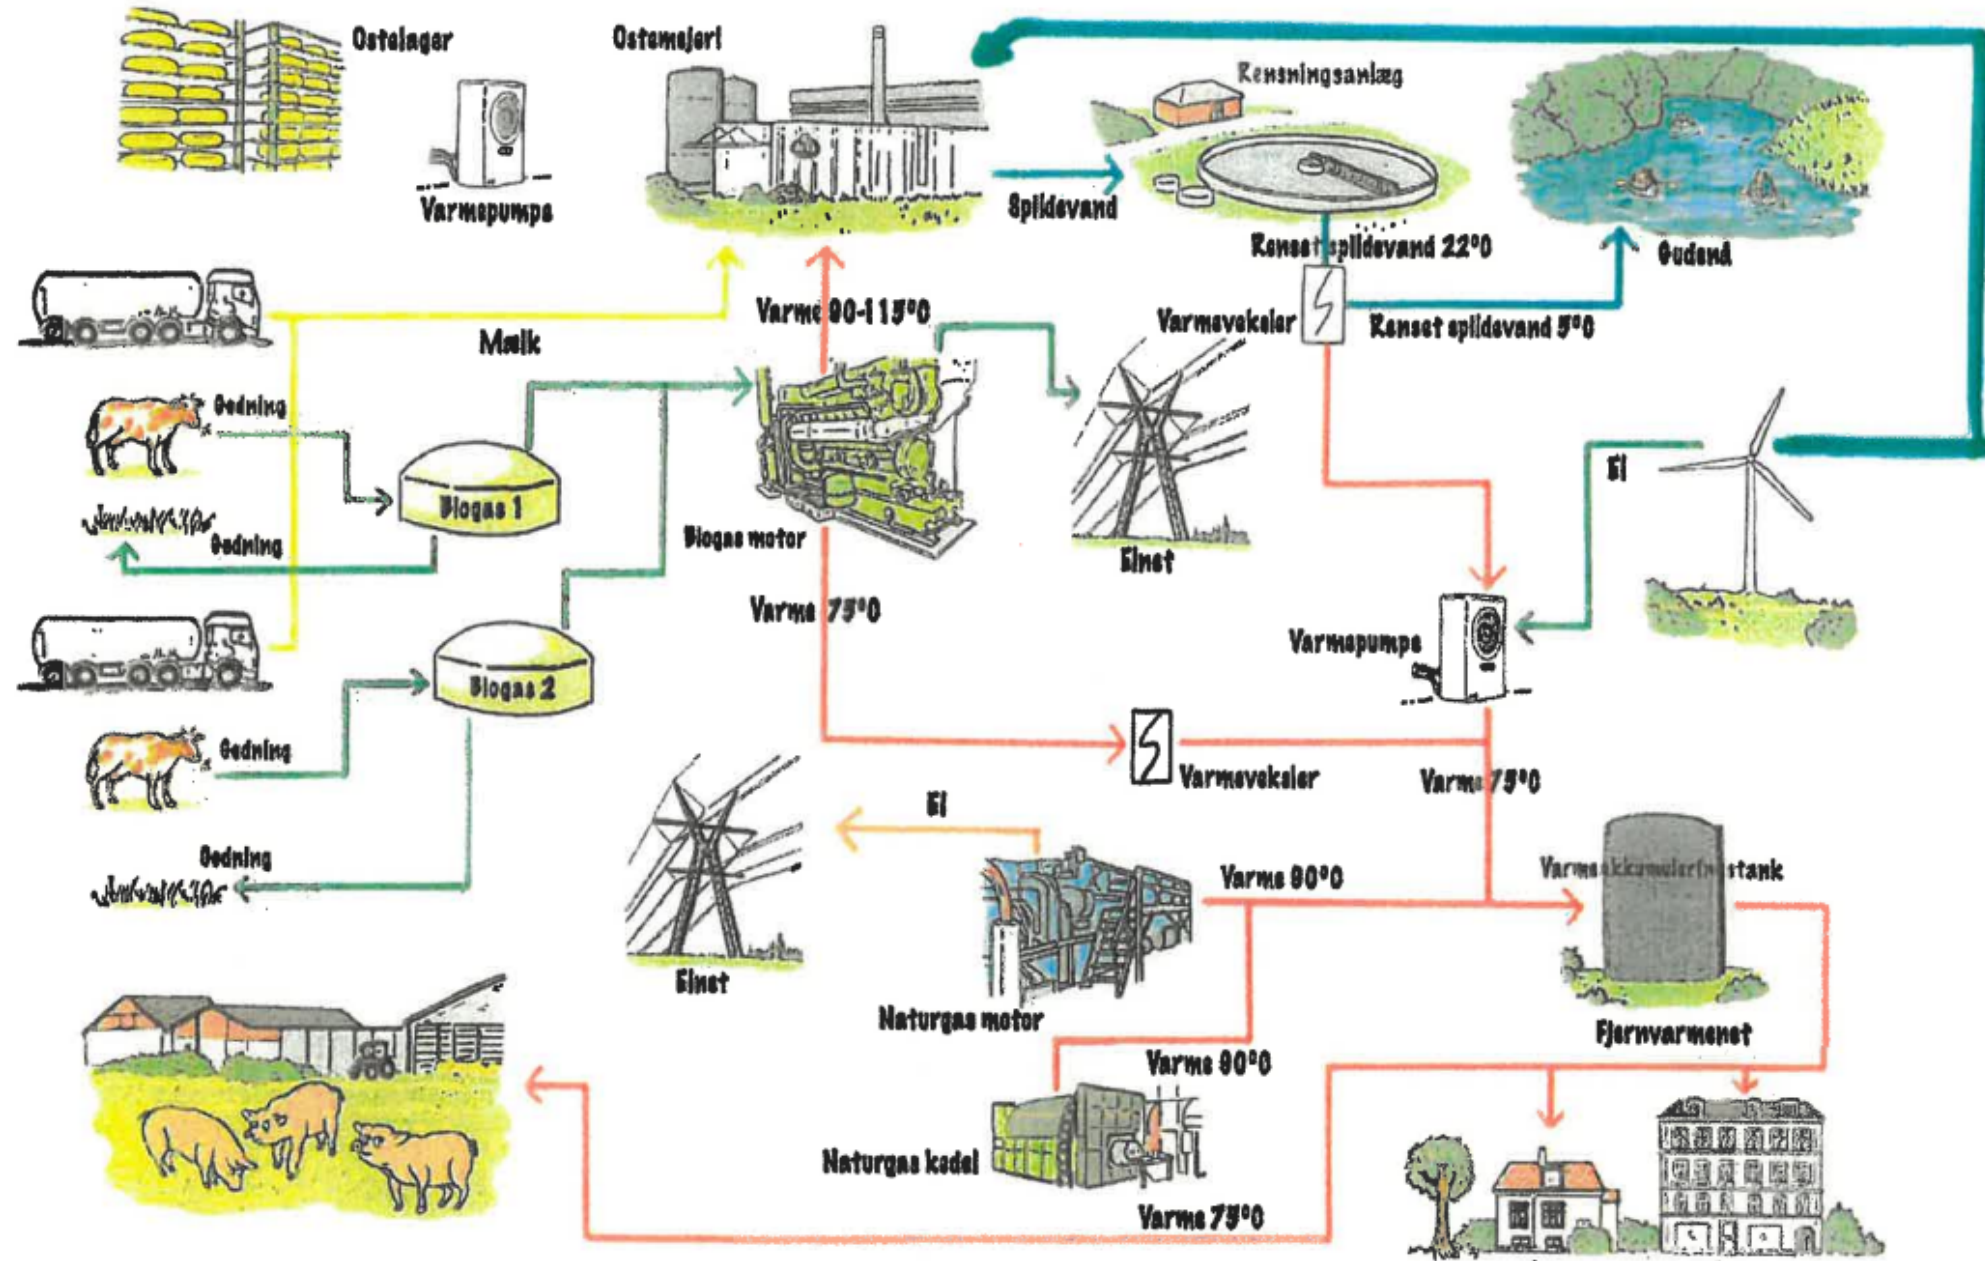 Ostelager
Ostemejeri
Rensningsanlæg
Varmepumpe
Spildevand
Renset spildevand 22°C
Gudenå
Varme 90-115°C
Varmeveksler
Renset spildevand 5°C
Mælk
Gødning
Biogas 1
El
Gødning
Biogas motor
Elnet
Varme 75°C
Varmepumpe
Biogas 2
Gødning
Varmeveksler
Varme 75°C
El
Gødning
Varme 90°C
Varmeakkumuleringstank
Elnet
Naturgas motor
Fjernvarmenet
Varme 90°C
Naturgas kedel
Varme 75°C